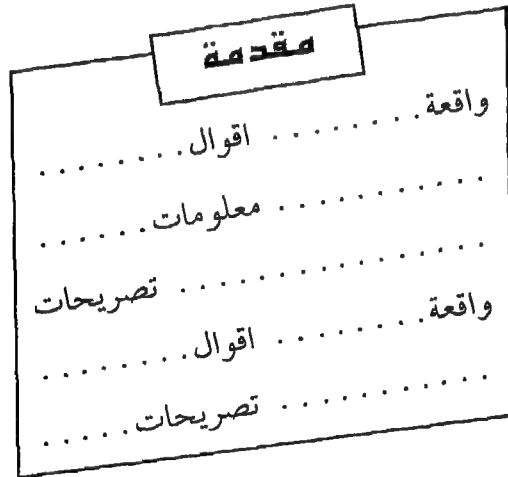 مقدمة
واقعة . . . . . . . . اقوال . . . . . . . .
. . . . . . . . . . . معلومات . . . . . .
. . . . . . . . . . . . . . . . تصريحات
واقعة . . . . . . . . اقوال . . . . . . . .
. . . . . . . . . . . تصريحات . . . . .